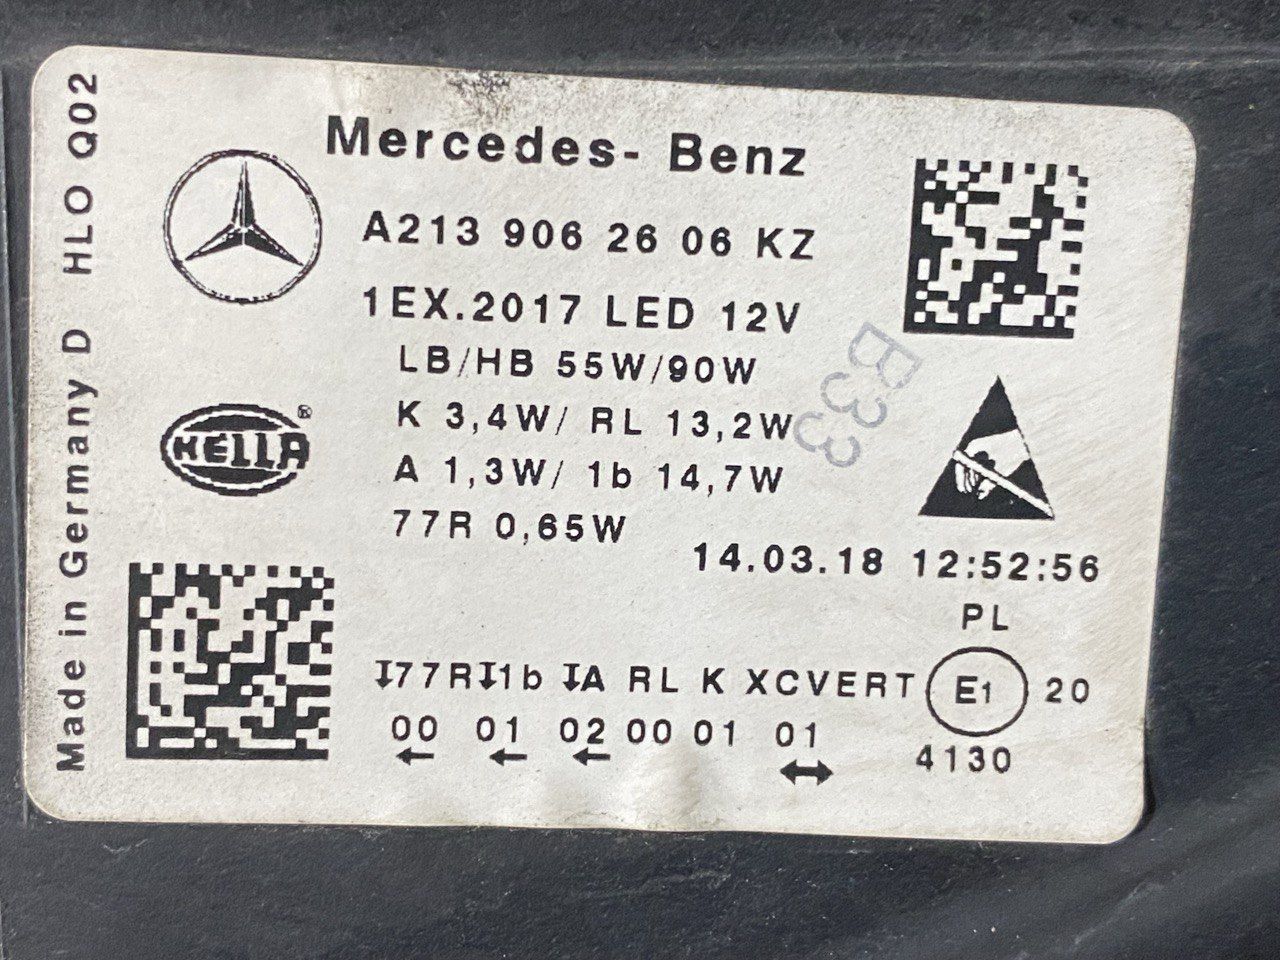 Made in Germany D HLO Q02
Mercedes- Benz
A213 906 26 06 KZ
1EX.2017 LED 12V
LB/HB 55W/90W
K 3,4W/ RL 13,2W
A 1,3W/ 1b 14,7W
77R 0,65W
B33
HELLA®
14.03.18 12:52:56
PL
↧77R↧1b ↧A RL K XCVERT E1 20
00 01 02 00 01 01
← ← ← ↔
4130